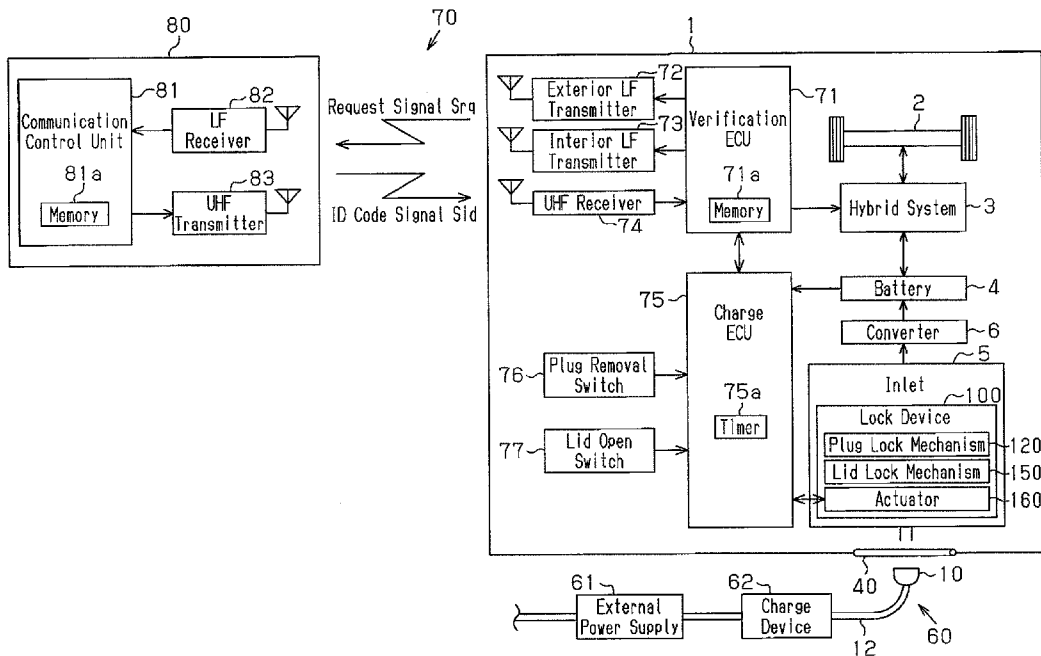 80
70
1
81
Communication
Control Unit
81a
Memory
82
LF
Receiver
83
UHF
Transmitter
Request Signal Srq
ID Code Signal Sid
72
Exterior LF
Transmitter
73
Interior LF
Transmitter
UHF Receiver
74
71
Verification
ECU
71a
Memory
2
Hybrid System
3
Battery
4
Converter
6
5
Inlet
75
Charge
ECU
75a
Timer
76
Plug Removal
Switch
77
Lid Open
Switch
100
Lock Device
Plug Lock Mechanism
120
Lid Lock Mechanism
150
Actuator
160
40
10
61
External
Power Supply
62
Charge
Device
12
60